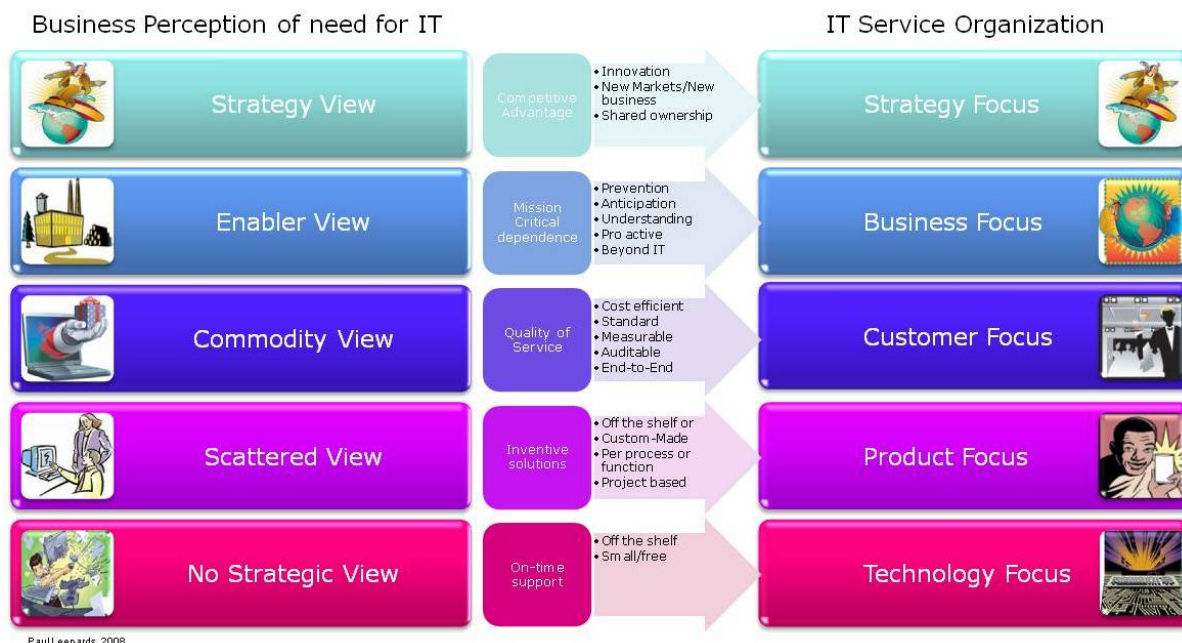 Business Perception of need for IT
IT Service Organization
Strategy View
Competitive
Advantage
• Innovation
• New Markets/New
business
• Shared ownership
Strategy Focus
Enabler View
Mission
Critical
dependence
• Prevention
• Anticipation
• Understanding
• Pro active
• Beyond IT
Business Focus
Commodity View
Quality of
Service
• Cost efficient
• Standard
• Measurable
• Auditable
• End-to-End
Customer Focus
Scattered View
Inventive
solutions
• Off the shelf or
• Custom-Made
• Per process or
function
• Project based
Product Focus
No Strategic View
On-time
support
• Off the shelf
• Small/free
Technology Focus
Paul Leenards, 2008